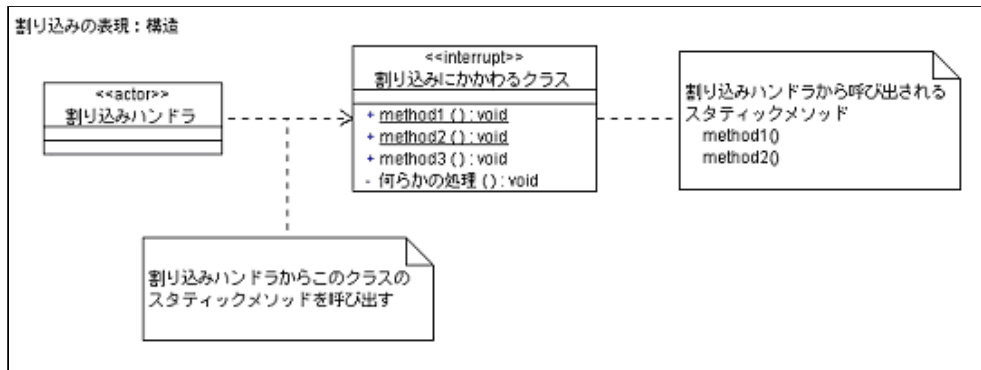 割り込みの表現：構造
<<actor>>
割り込みハンドラ
<<interrupt>>
割り込みにかかわるクラス
+ method1 () : void
+ method2 () : void
+ method3 () : void
- 何らかの処理 () : void
割り込みハンドラから呼び出される
スタティックメソッド
method1()
method2()
割り込みハンドラからこのクラスの
スタティックメソッドを呼び出す